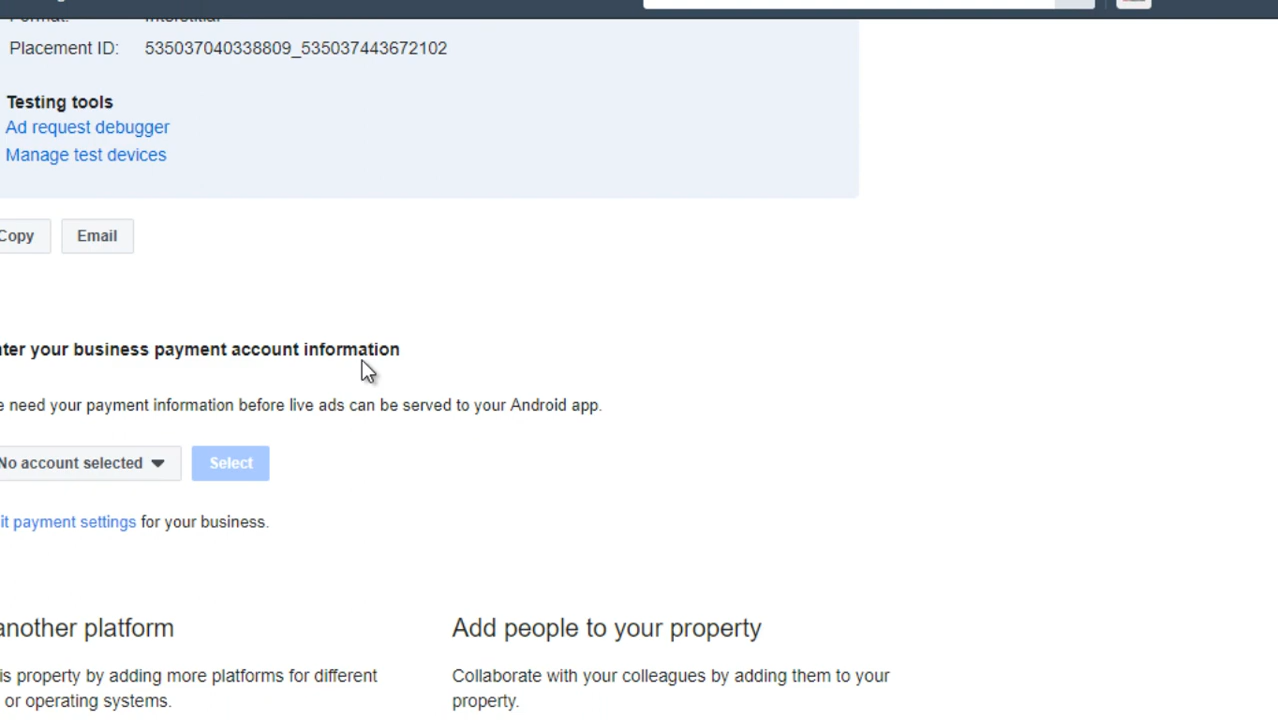 Format: Interstitial
Placement ID: 535037040338809_535037443672102
Testing tools
Ad request debugger
Manage test devices
Copy Email
nter your business payment account information
e need your payment information before live ads can be served to your Android app.
No account selected Select
it payment settings for your business.
another platform
is property by adding more platforms for different
or operating systems.
Add people to your property
Collaborate with your colleagues by adding them to your
property.